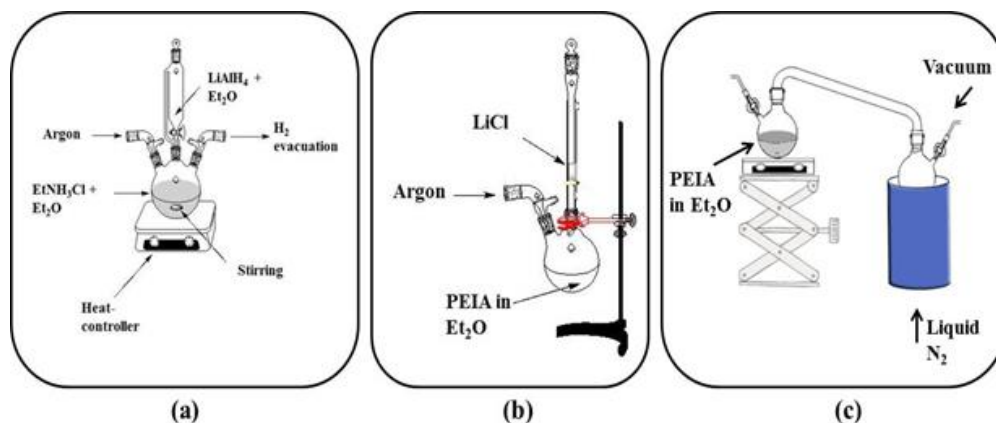 LiAlH4 +
Et2O
Argon
H2
evacuation
EtNH3Cl +
Et2O
Stirring
Heat-
controller
(a)
LiCl
Argon
PEIA in
Et2O
(b)
Vacuum
PEIA
in Et2O
Liquid
N2
(c)